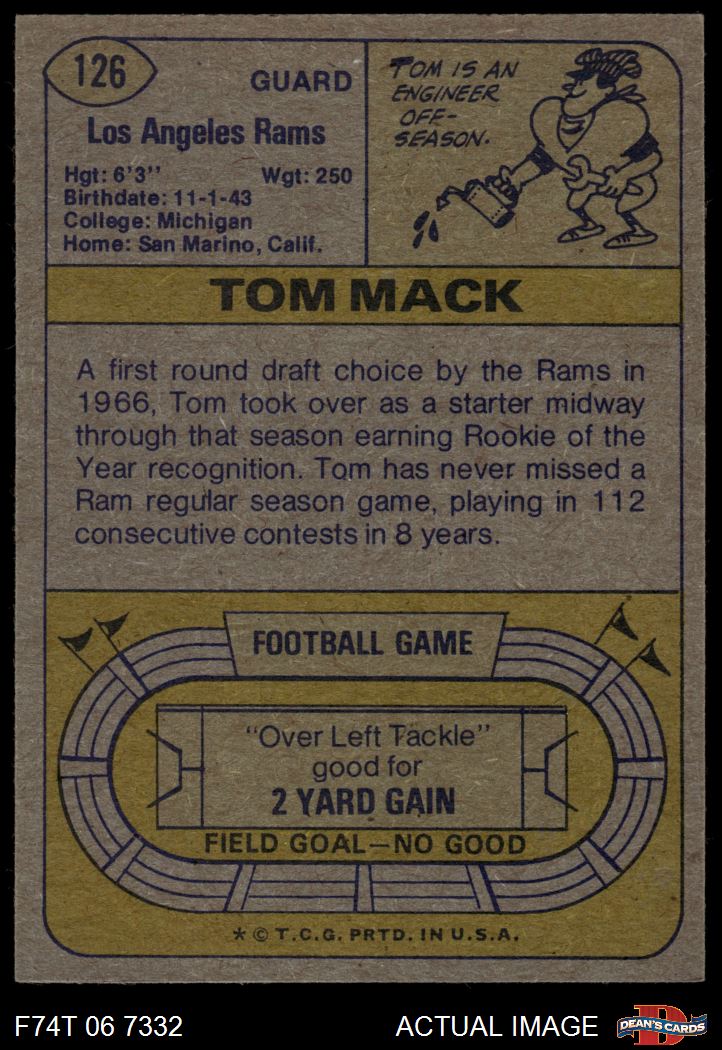 126
GUARD
Los Angeles Rams
Hgt: 6'3'' Wgt: 250
Birthdate: 11-1-43
College: Michigan
Home: San Marino, Calif.
TOM IS AN
ENGINEER
OFF-
SEASON.
TOM MACK
A first round draft choice by the Rams in
1966, Tom took over as a starter midway
through that season earning Rookie of the
Year recognition. Tom has never missed a
Ram regular season game, playing in 112
consecutive contests in 8 years.
FOOTBALL GAME
"Over Left Tackle"
good for
2 YARD GAIN
FIELD GOAL—NO GOOD
* © T.C.G. PRTD. IN U.S.A.
F74T 06 7332 ACTUAL IMAGE
D
DEAN'S CARDS